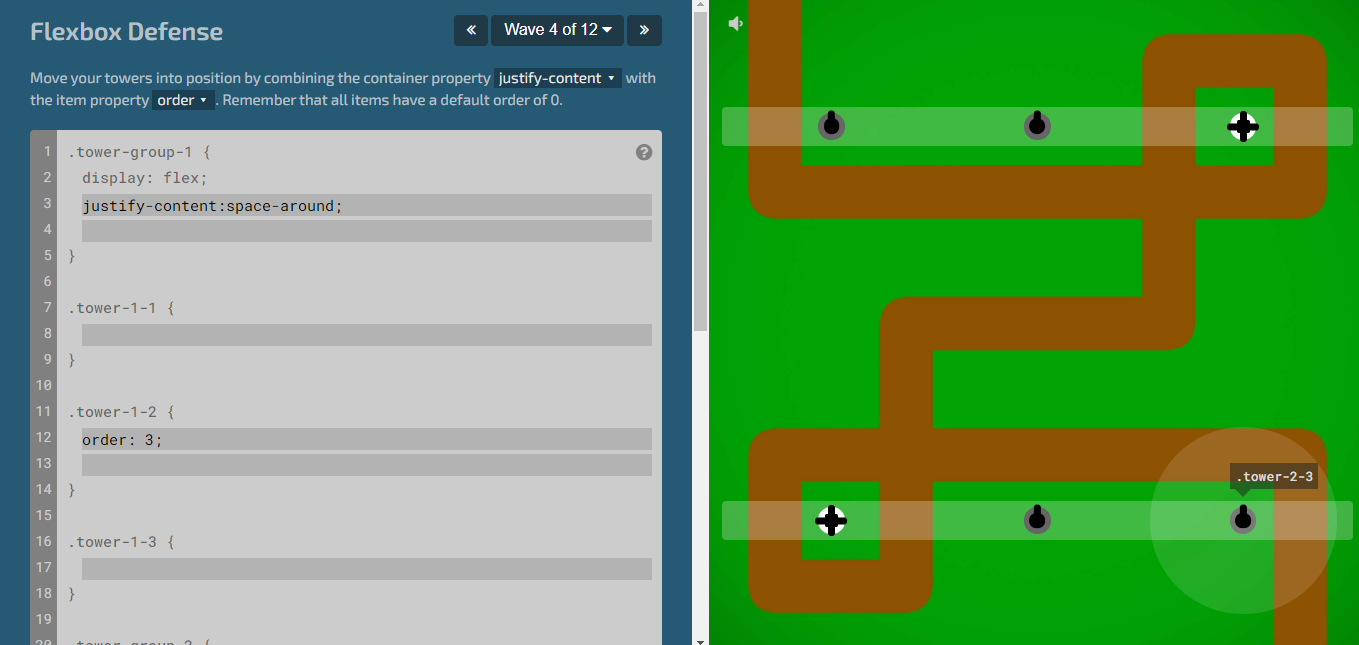 Flexbox Defense
«
Wave 4 of 12
»
Move your towers into position by combining the container property justify-content with
the item property order . Remember that all items have a default order of 0.
1 .tower-group-1 {
2 display: flex;
3 justify-content:space-around;
4
5 }
6
7 .tower-1-1 {
8
9 }
10
11 .tower-1-2 {
12 order: 3;
13
14 }
15
16 .tower-1-3 {
17
18 }
19
20 .tower-group-2 {
.tower-2-3